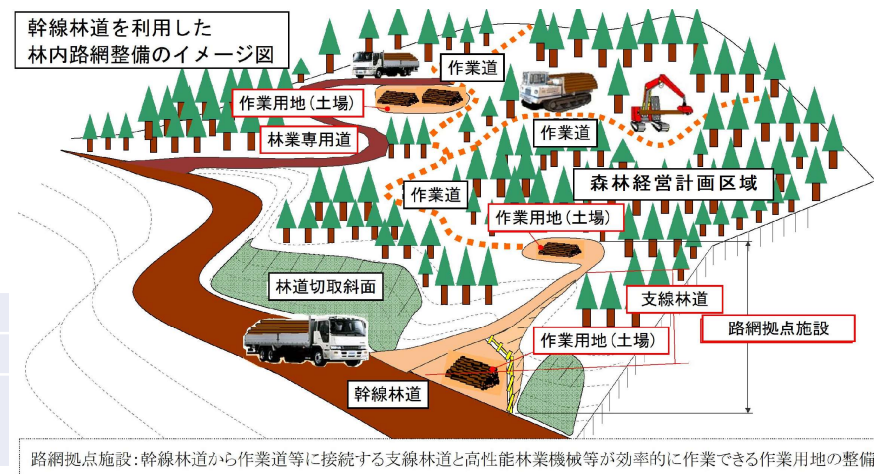 幹線林道を利用した
林内路網整備のイメージ図
作業道
作業用地(土場)
林業専用道
作業道
作業道
森林経営計画区域
作業用地(土場)
林道切取斜面
支線林道
路網拠点施設
作業用地(土場)
幹線林道
路網拠点施設:幹線林道から作業道等に接続する支線林道と高性能林業機械等が効率的に作業できる作業用地の整備